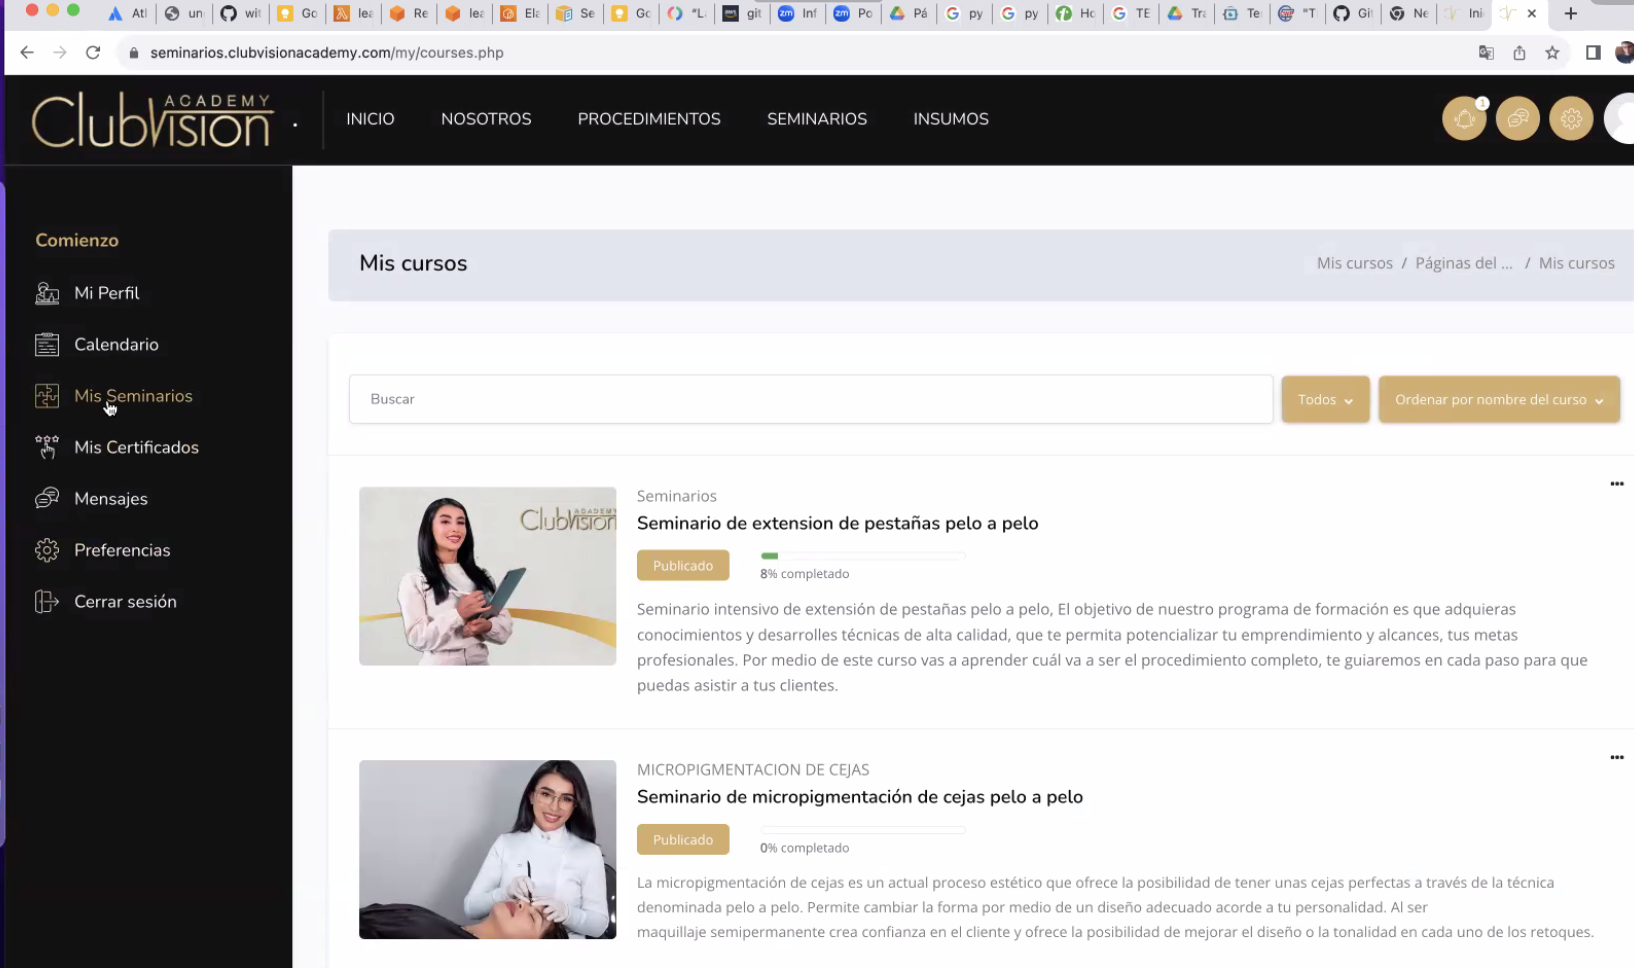 Atl
un
wit
Go
lea
Re
lea
Ela
Se
Go
"L
git
zm
Inf
zm
Po
Pá
py
py
Ho
TE
Tra
Te
"T
Git
Ne
Ini
seminarios.clubvisionacademy.com/my/courses.php
ACADEMY
ClubVision
INICIO
NOSOTROS
PROCEDIMIENTOS
SEMINARIOS
INSUMOS
1
Comienzo
Mi Perfil
Calendario
Mis Seminarios
Mis Certificados
Mensajes
Preferencias
Cerrar sesión
Mis cursos
Mis cursos / Páginas del ... / Mis cursos
Buscar
Todos
Ordenar por nombre del curso
ACADEMY
ClubVision
Seminarios
Seminario de extension de pestañas pelo a pelo
Publicado
8% completado
Seminario intensivo de extensión de pestañas pelo a pelo, El objetivo de nuestro programa de formación es que adquieras
conocimientos y desarrolles técnicas de alta calidad, que te permita potencializar tu emprendimiento y alcances, tus metas
profesionales. Por medio de este curso vas a aprender cuál va a ser el procedimiento completo, te guiaremos en cada paso para que
puedas asistir a tus clientes.
MICROPIGMENTACION DE CEJAS
Seminario de micropigmentación de cejas pelo a pelo
Publicado
0% completado
La micropigmentación de cejas es un actual proceso estético que ofrece la posibilidad de tener unas cejas perfectas a través de la técnica
denominada pelo a pelo. Permite cambiar la forma por medio de un diseño adecuado acorde a tu personalidad. Al ser
maquillaje semipermanente crea confianza en el cliente y ofrece la posibilidad de mejorar el diseño o la tonalidad en cada uno de los retoques.